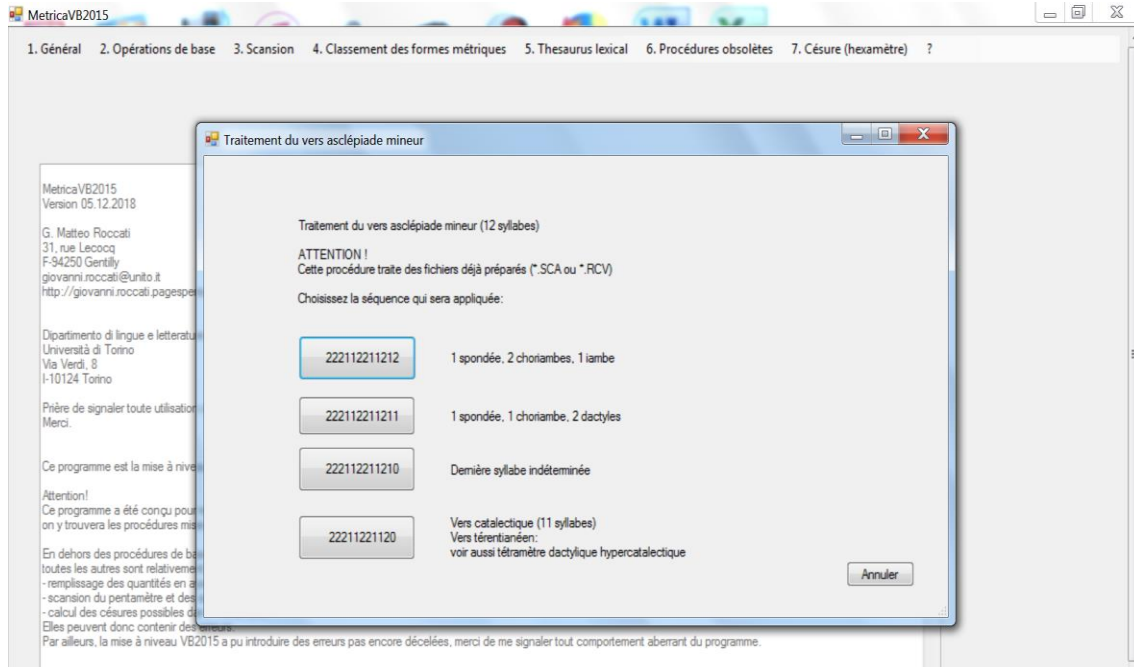 MetricaVB2015
1. Général 2. Opérations de base 3. Scansion 4. Classement des formes métriques 5. Thesaurus lexical 6. Procédures obsolètes 7. Césure (hexamètre) ?
Traitement du vers asclépiade mineur
MetricaVB2015
Version 05.12.2018
G. Matteo Roccati
31, rue Lecocq
F-94250 Gentilly
giovanni.roccati@unito.it
http://giovanni.roccati.pagespe
Dipartimento di lingue e letteratu
Università di Torino
Via Verdi, 8
I-10124 Torino
Prière de signaler toute utilisation
Merci.
Ce programme est la mise à nive
Attention!
Ce programme a été conçu pour
on y trouvera les procédures mis
En dehors des procédures de ba
toutes les autres sont relativeme
- remplissage des quantités en a
- scansion du pentamètre et des
- calcul des césures possibles d
Elles peuvent donc contenir des erreurs.
Par ailleurs, la mise à niveau VB2015 a pu introduire des erreurs pas encore décelées, merci de me signaler tout comportement aberrant du programme.
Traitement du vers asclépiade mineur (12 syllabes)
ATTENTION !
Cette procédure traite des fichiers déjà préparés (*.SCA ou *.RCV)
Choisissez la séquence qui sera appliquée:
222112211212 1 spondée, 2 choriambes, 1 iambe
222112211211 1 spondée, 1 choriambe, 2 dactyles
222112211210 Dernière syllabe indéterminée
22211221120 Vers catalectique (11 syllabes)
Vers térentianéen:
voir aussi tétramètre dactylique hypercatalectique
Annuler